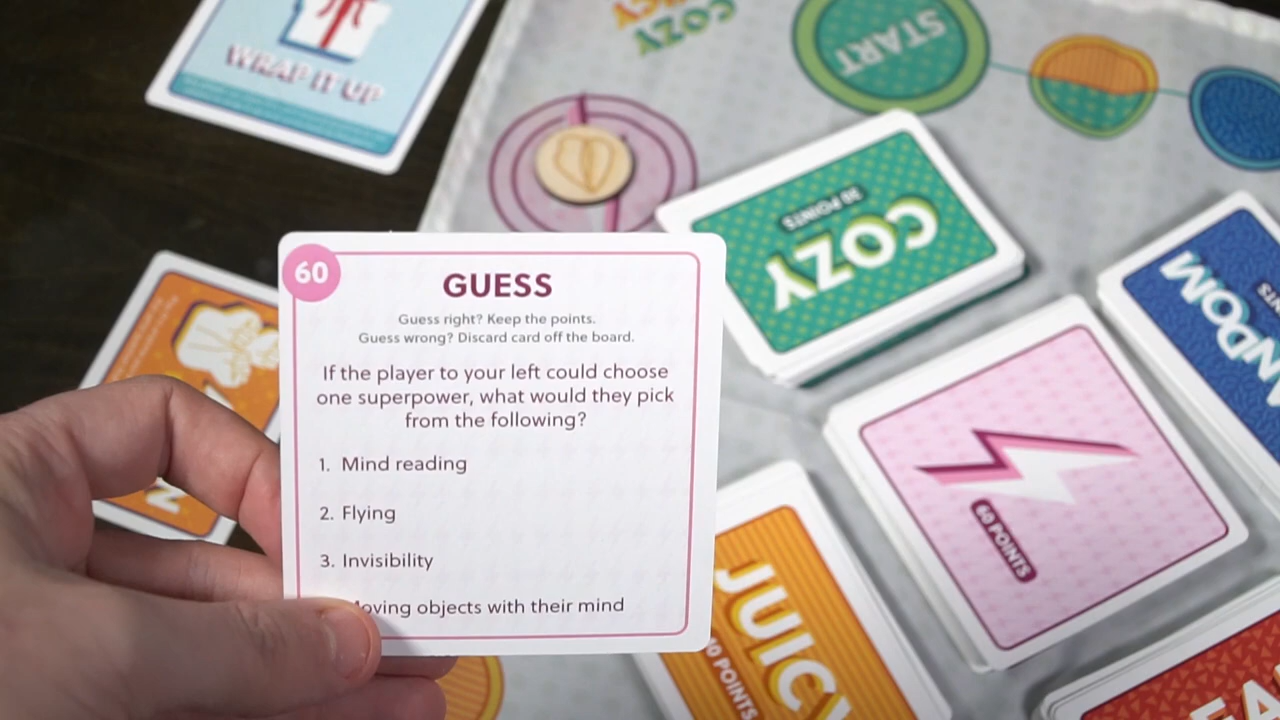 WRAP IT UP
COZY
START
60
GUESS
Guess right? Keep the points.
Guess wrong? Discard card off the board.
If the player to your left could choose
one superpower, what would they pick
from the following?
1. Mind reading
2. Flying
3. Invisibility
oving objects with their mind
COZY
30 POINTS
NDOM
60 POINTS
JUICY
POINTS